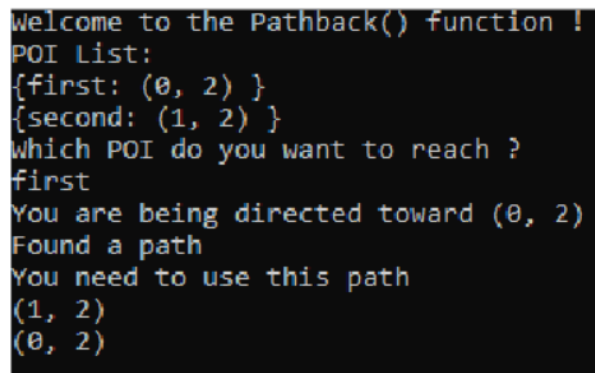 Welcome to the Pathback() function !
POI List:
{first: (0, 2) }
{second: (1, 2) }
Which POI do you want to reach ?
first
You are being directed toward (0, 2)
Found a path
You need to use this path
(1, 2)
(0, 2)